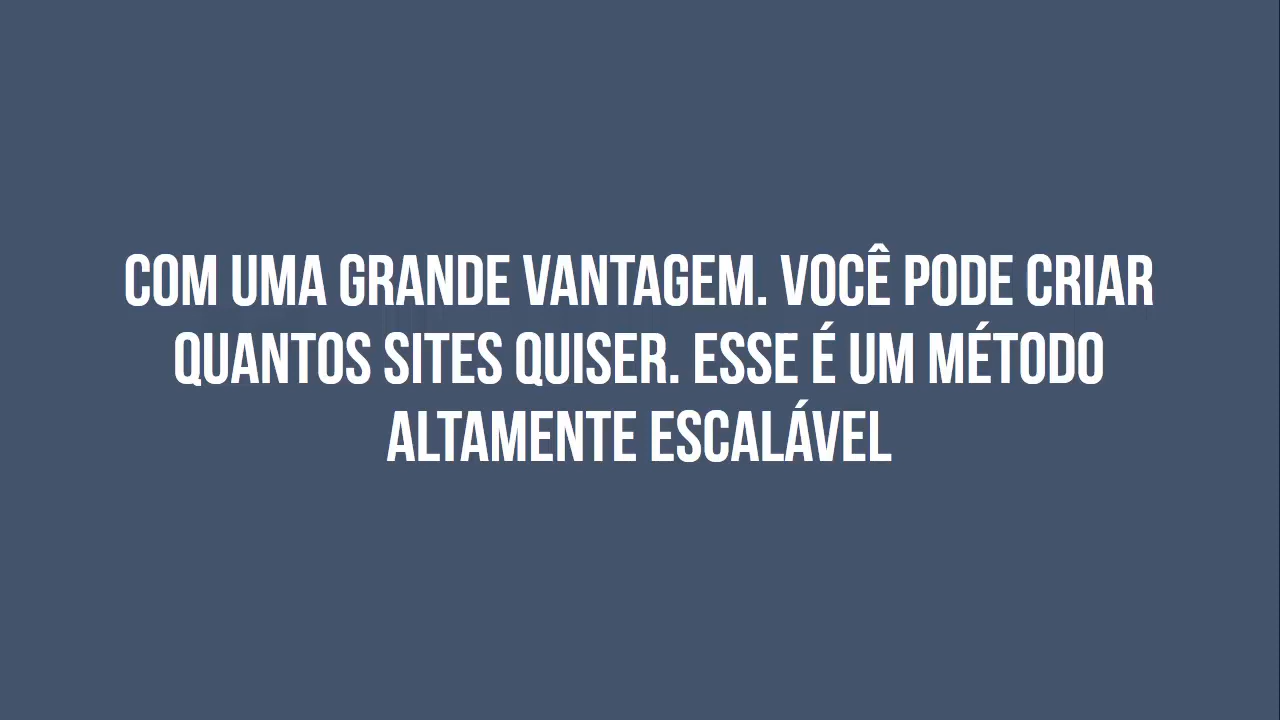 COM UMA GRANDE VANTAGEM. VOCÊ PODE CRIAR
QUANTOS SITES QUISER. ESSE É UM MÉTODO
ALTAMENTE ESCALÁVEL